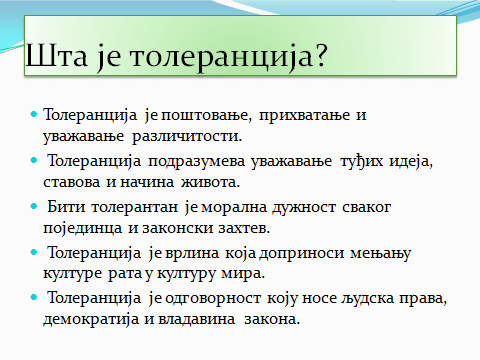 Шта је толеранција?
Толеранција је поштовање, прихватање и
уважавање различитости.
Толеранција подразумева уважавање туђих идеја,
ставова и начина живота.
Бити толерантан је морална дужност сваког
појединца и законски захтев.
Толеранција је врлина која доприноси мењању
културе рата у културу мира.
Толеранција је одговорност коју носе људска права,
демократија и владавина закона.